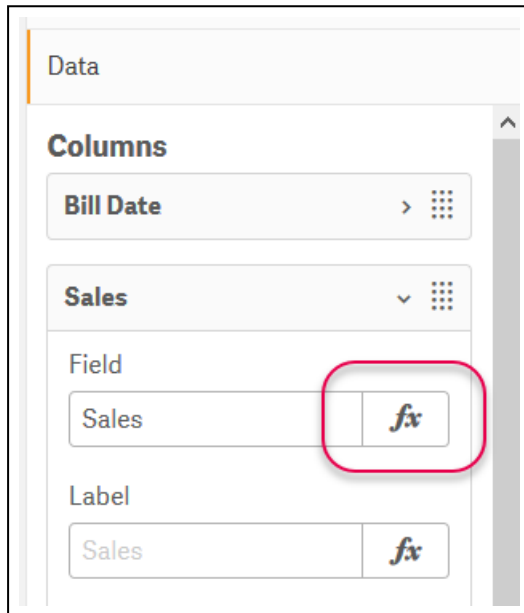 Data
Columns
Bill Date
Sales
Field
Sales fx
Label
Sales fx